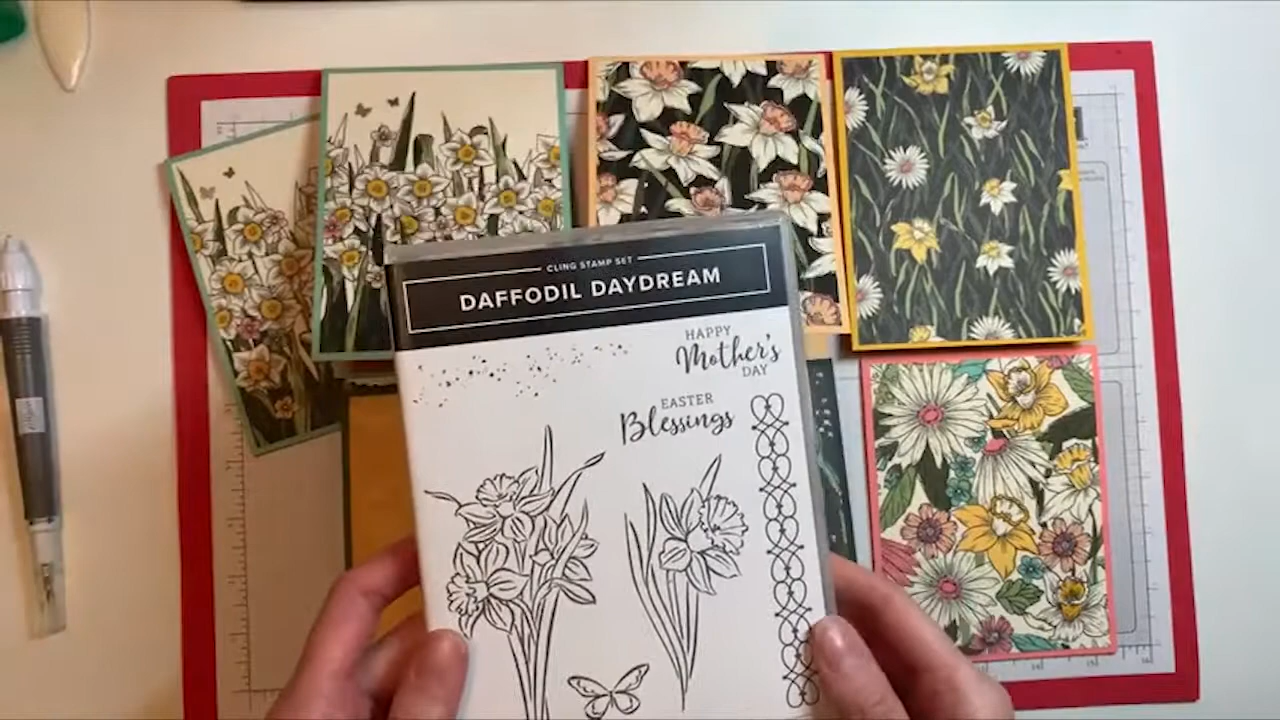 CLING STAMP SET
DAFFODIL DAYDREAM
HAPPY
Mother's
DAY
EASTER
Blessings